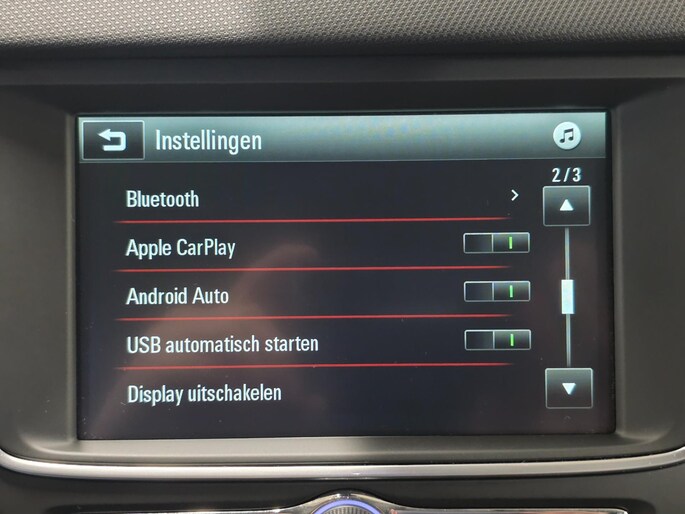 Instellingen
2/3
Bluetooth
Apple CarPlay
Android Auto
USB automatisch starten
Display uitschakelen